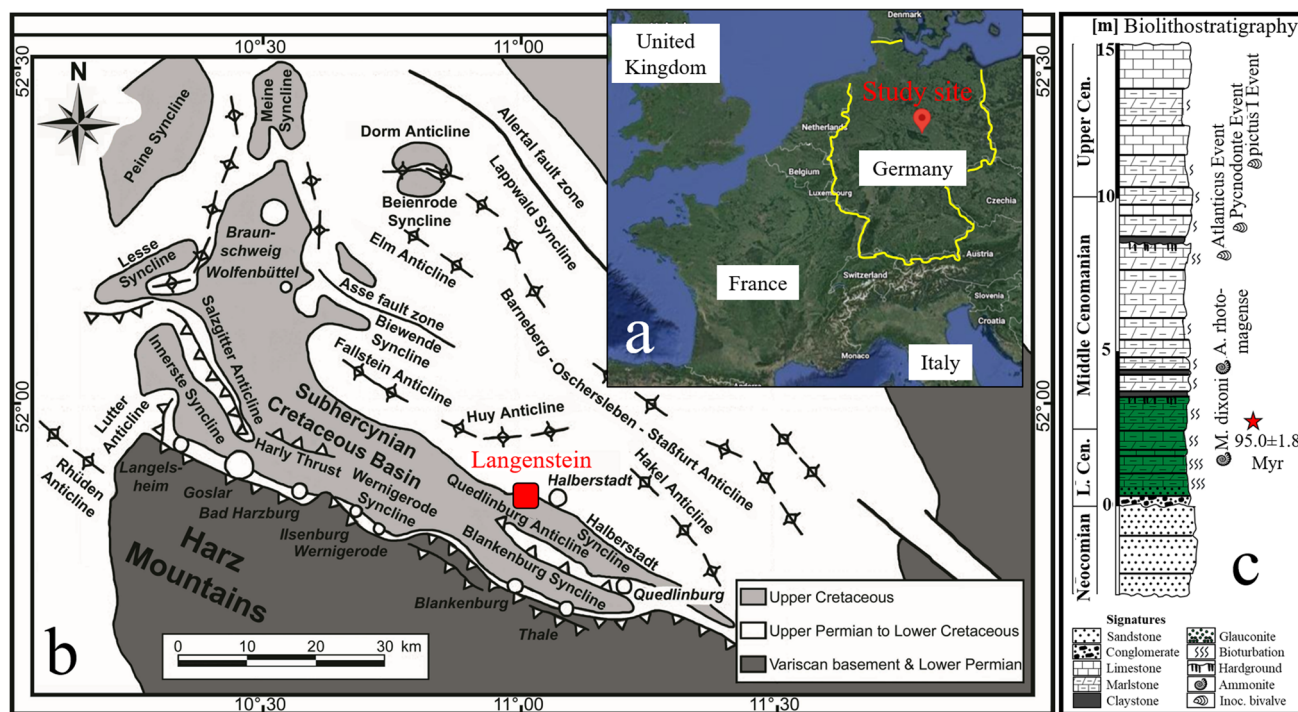 10°,30
11°,00
52°30
N
Peine Syncline
Meine
Syncline
Dorm Anticline
Allertal fault zone
Lappwald Syncline
Beienrode
Syncline
Elm Anticline
Braun-
schweig
Wolfenbüttel
Lesse
Syncline
Asse fault zone
Biewende
Syncline
Fallstein Anticline
Salzgitter Anticline
Innerste Syncline
Barneberg - Oschersleben - Staßfurt Anticline
52°00
Lutter
Anticline
Rhüden
Anticline
Subhercynian
Cretaceous Basin
Huy Anticline
Hakel Anticline
Harly Thrust
Wernigerode
Syncline
Langenstein
Halberstadt
Quedlinburg Anticline
Halberstadt
Syncline
Blankenburg Syncline
Langels-
heim
Goslar
Bad Harzburg
Ilsenburg
Wernigerode
Blankenburg
Thale
Quedlinburg
Harz
Mountains
b
0 10 20 30 km
Upper Cretaceous
Upper Permian to Lower Cretaceous
Variscan basement & Lower Permian
10°,30
11°,00
11°,30
52°30
52°00
Denmark
United
Kingdom
Study site
Netherlands
Germany
Belgium
Luxembourg
Czechia
Austria
France
Switzerland
Slovenia
Croatia
a
Monaco
Italy
Andorra
[m] Biolithostratigraphy
15
10
5
0
Upper Cen.
Middle Cenomanian
L. Cen.
Neocomian
Atlanticus Event
Pycnodonte Event
pictus I Event
A. rhoto-
magense
M. dixoni
95.0±1.8
Myr
c
Signatures
Sandstone
Conglomerate
Limestone
Marlstone
Claystone
Glauconite
Bioturbation
Hardground
Ammonite
Inoc. bivalve